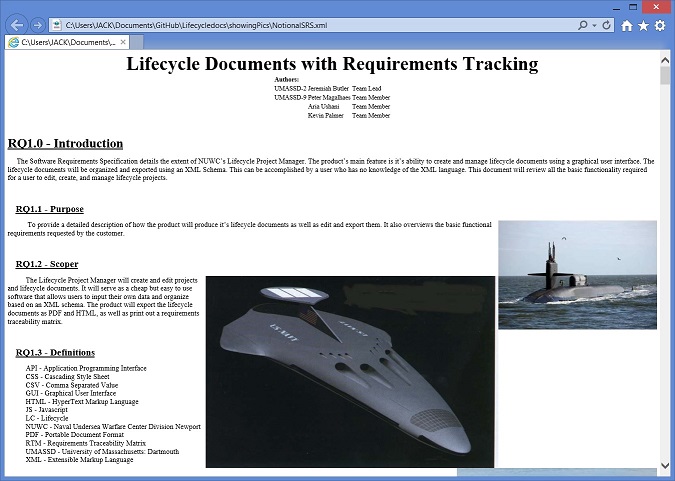 C:\Users\JACK\Documents\GitHub\Lifecycledocs\showingPics\NotionalSRS.xml
C:\Users\JACK\Documents\...
Lifecycle Documents with Requirements Tracking
Authors:
UMASSD-2 Jeremiah Butler Team Lead
UMASSD-9 Peter Magalhaes Team Member
Aria Ushani Team Member
Kevin Palmer Team Member
RQ1.0 - Introduction
The Software Requirements Specification details the extent of NUWC's Lifecycle Project Manager. The product's main feature is it's ability to create and manage lifecycle documents using a graphical user interface. The
lifecycle documents will be organized and exported using an XML Schema. This can be accomplished by a user who has no knowledge of the XML language. This document will review all the basic functionality required
for a user to edit, create, and manage lifecycle projects.
RQ1.1 - Purpose
To provide a detailed description of how the product will produce it's lifecycle documents as well as edit and export them. It also overviews the basic functional
requirements requested by the customer.
RQ1.2 - Scoper
The Lifecycle Project Manager will create and edit projects
and lifecycle documents. It will serve as a cheap but easy to use
software that allows users to input their own data and organize
based on an XML schema. The product will export the lifecycle
documents as PDF and HTML, as well as print out a requirements
traceability matrix.
US NAVY
RQ1.3 - Definitions
API - Application Programming Interface
CSS - Cascading Style Sheet
CSV - Comma Separated Value
GUI - Graphical User Interface
HTML - HyperText Markup Language
JS - Javascript
LC - Lifecycle
NUWC - Naval Undersea Warfare Center Division Newport
PDF - Portable Document Format
RTM - Requirements Traceability Matrix
UMASSD - University of Massachusetts: Dartmouth
XML - Extensible Markup Language